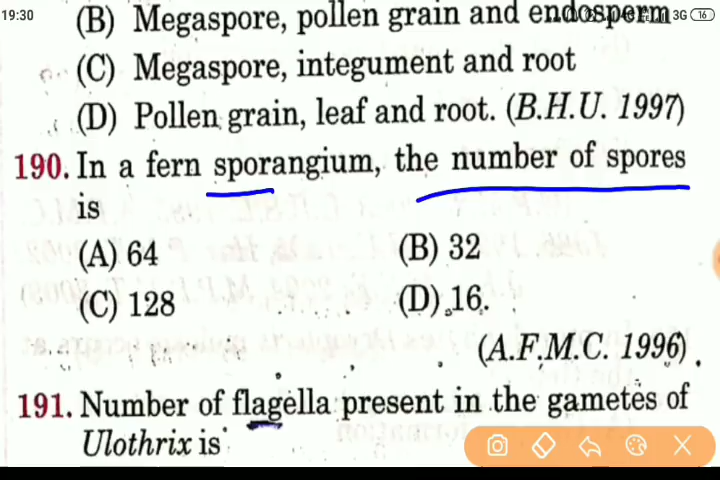 19:30
3G 16
(B) Megaspore, pollen grain and endosperm
(C) Megaspore, integument and root
(D) Pollen grain, leaf and root. (B.H.U. 1997)
190. In a fern sporangium, the number of spores
is
(A) 64
(B) 32
(C) 128
(D) 16.
(A.F.M.C. 1996)
191. Number of flagella present in the gametes of
Ulothrix is